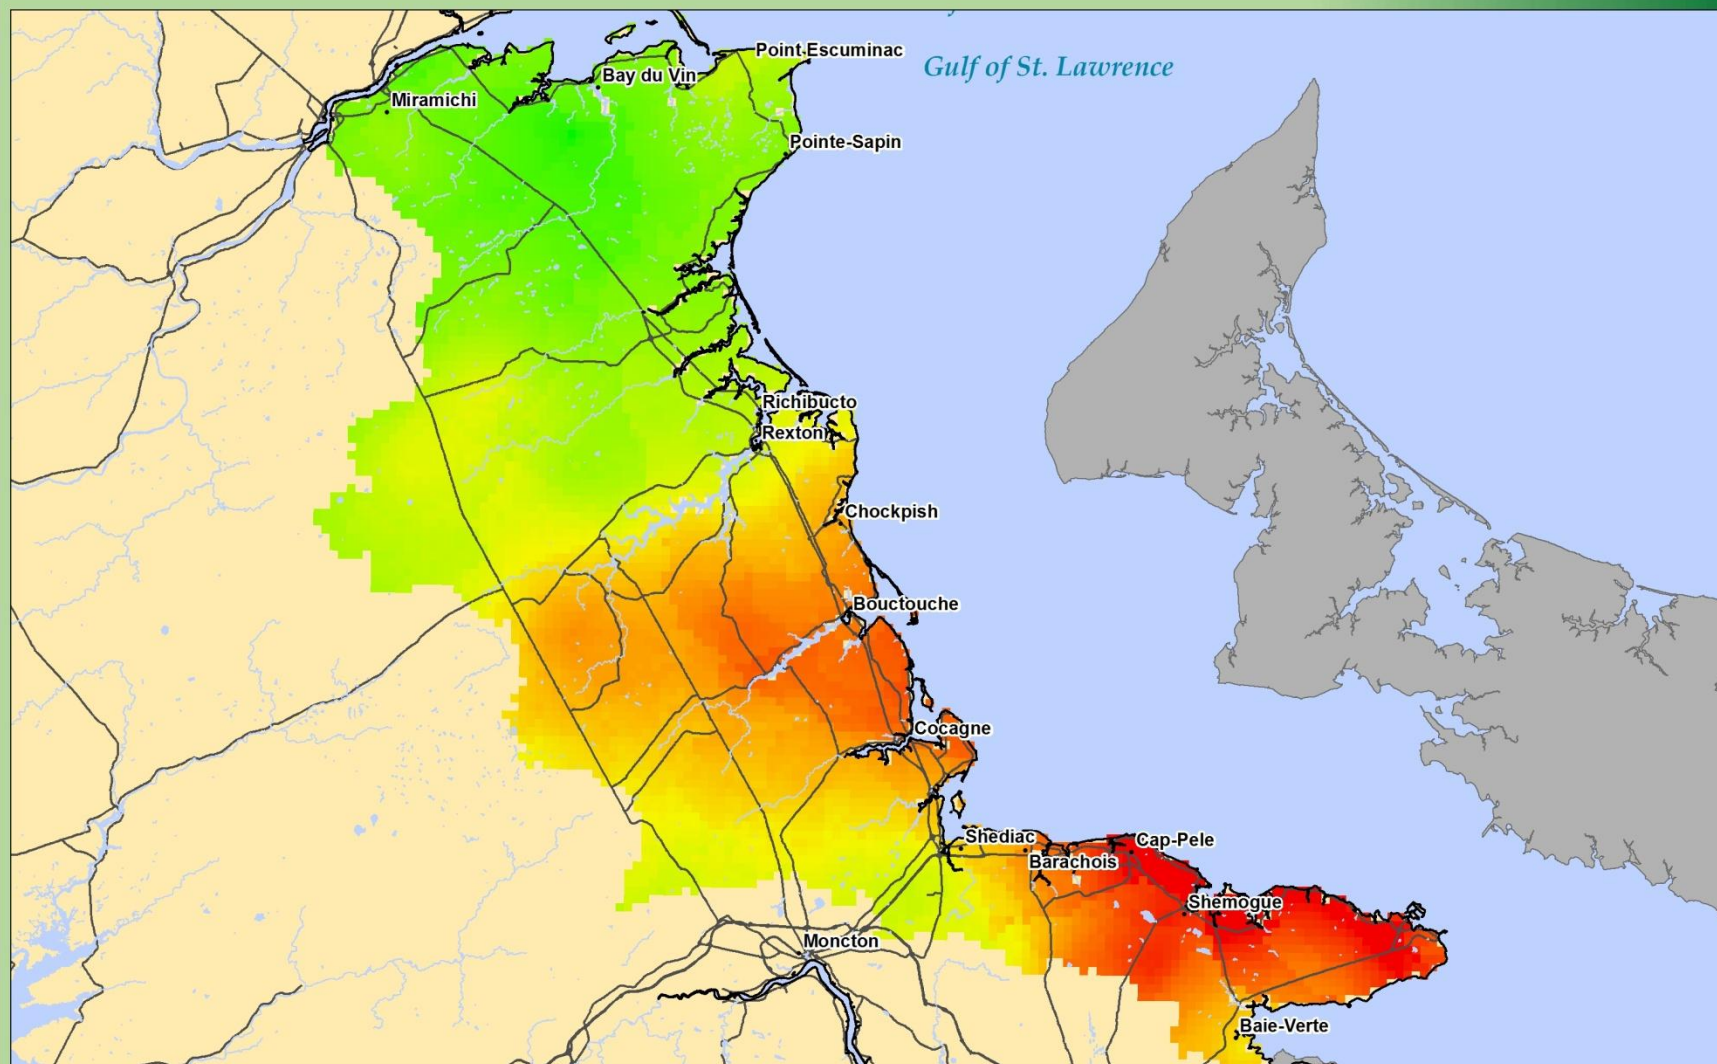 Point Escuminac
Gulf of St. Lawrence
Bay du Vin
Miramichi
Pointe-Sapin
Richibucto
Rexton
Chockpish
Bouctouche
Cocagne
Shediac
Cap-Pele
Barachois
Shemogue
Moncton
Baie-Verte